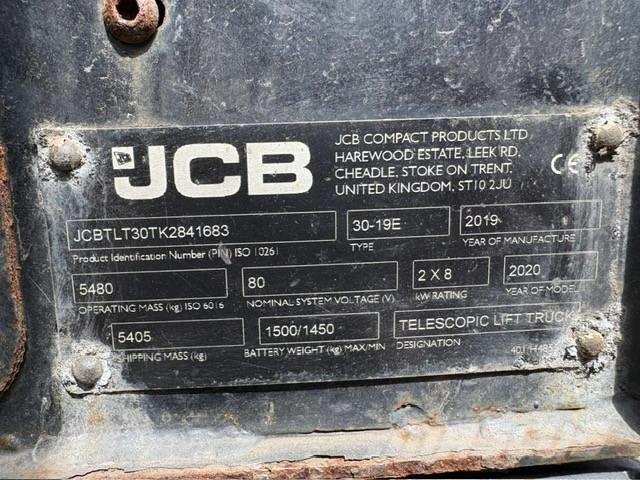 JCB
JCB COMPACT PRODUCTS LTD
HAREWOOD ESTATE, LEEK RD.
CHEADLE, STOKE ON TRENT.
UNITED KINGDOM, ST10 2JU
CE
JCBTLT30TK2841683
Product Identification Number (PIN) ISO 10261
30-19E
TYPE
2019
YEAR OF MANUFACTURE
5480
OPERATING MASS (kg) ISO 6016
80
NOMINAL SYSTEM VOLTAGE (V)
2 X 8
kW RATING
2020
YEAR OF MODEL
5405
SHIPPING MASS (kg)
1500/1450
BATTERY WEIGHT (kg) MAX/MIN
TELESCOPIC LIFT TRUCK
DESIGNATION